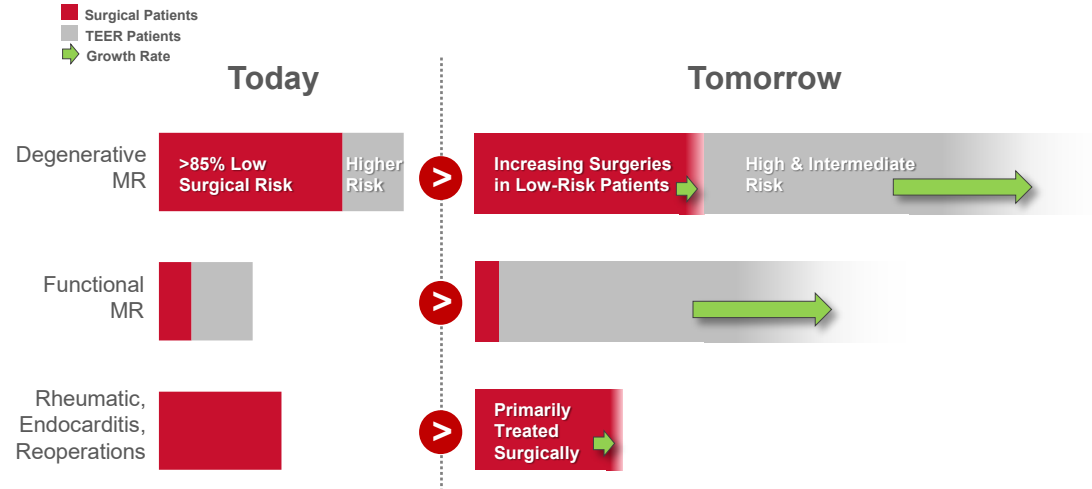 Surgical Patients
TEER Patients
Growth Rate
Today
Tomorrow
Degenerative
MR
>85% Low
Surgical Risk
Higher
Risk
>
Increasing Surgeries
in Low-Risk Patients
High & Intermediate
Risk
Functional
MR
>
Rheumatic,
Endocarditis,
Reoperations
>
Primarily
Treated
Surgically